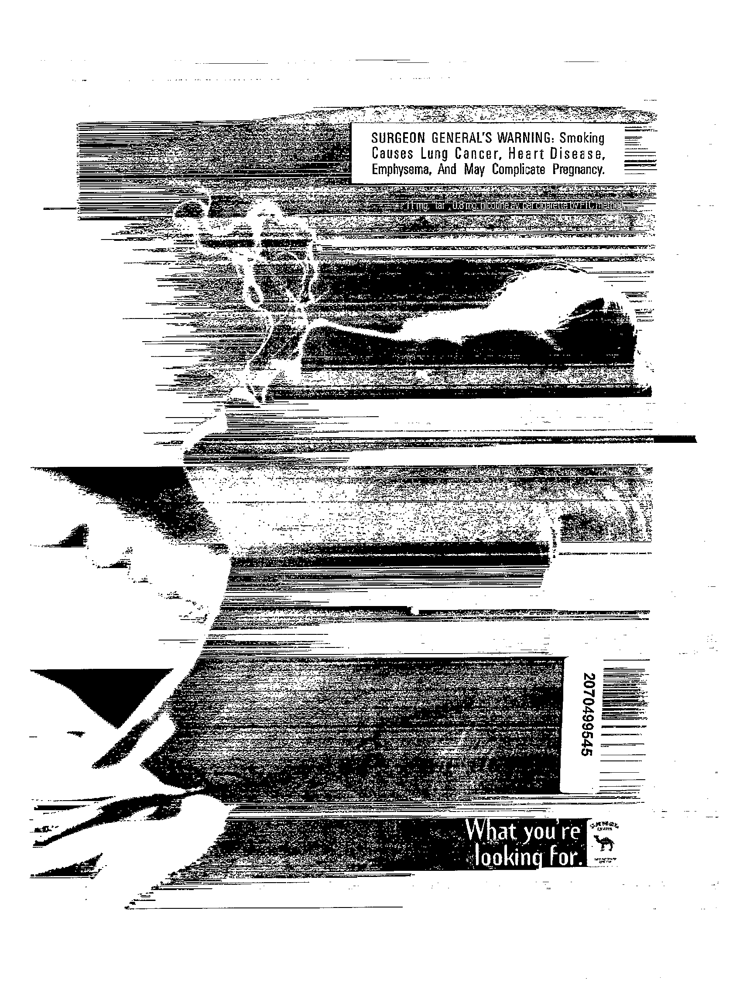 SURGEON GENERAL'S WARNING: Smoking
Causes Lung Cancer, Heart Disease,
Emphysema, And May Complicate Pregnancy.
2070499545
What you're
looking for.
CAMEL